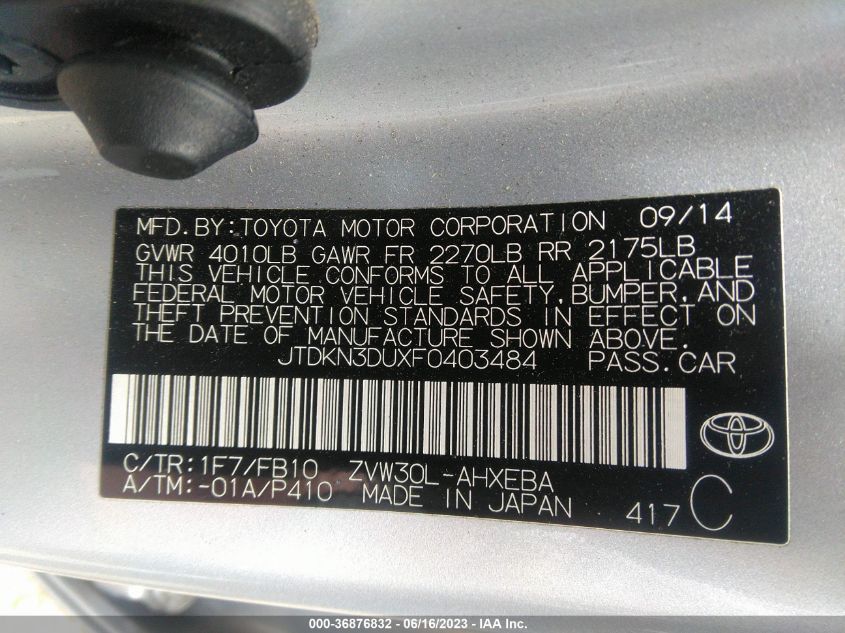 MFD.BY:TOYOTA MOTOR CORPORATION 09/14
GVWR 4010LB GAWR FR 2270LB RR 2175LB
THIS VEHICLE CONFORMS TO ALL APPLICABLE
FEDERAL MOTOR VEHICLE SAFETY,BUMPER,AND
THEFT PREVENTION STANDARDS IN EFFECT ON
THE DATE OF MANUFACTURE SHOWN ABOVE.
JTDKN3DUXF0403484 PASS.CAR
C/TR:1F7/FB10 ZVW30L-AHXEBA
A/TM:-01A/P410 MADE IN JAPAN 417 C
000-36876832 - 06/16/2023 - IAA Inc.